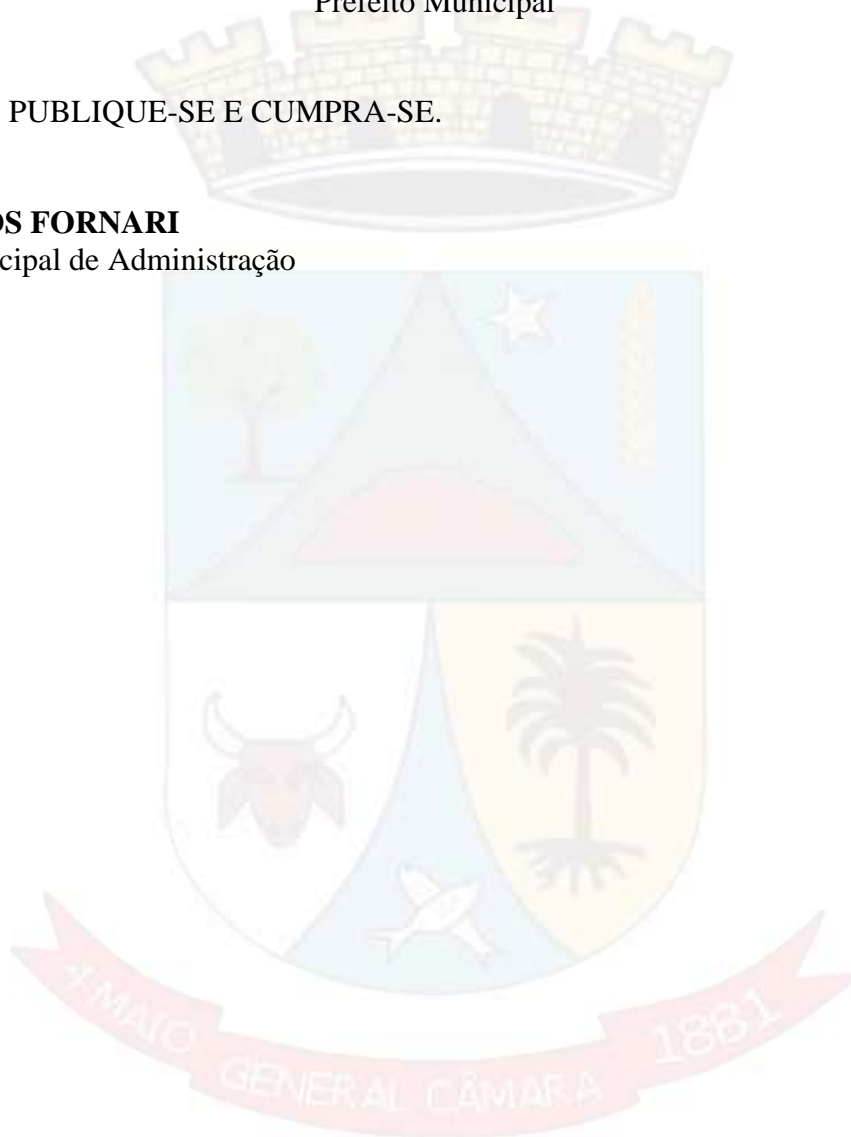 Prefeito Municipal
PUBLIQUE-SE E CUMPRA-SE.
OS FORNARI
cipal de Administração
4 MAIO GENERAL CÂMARA 1881